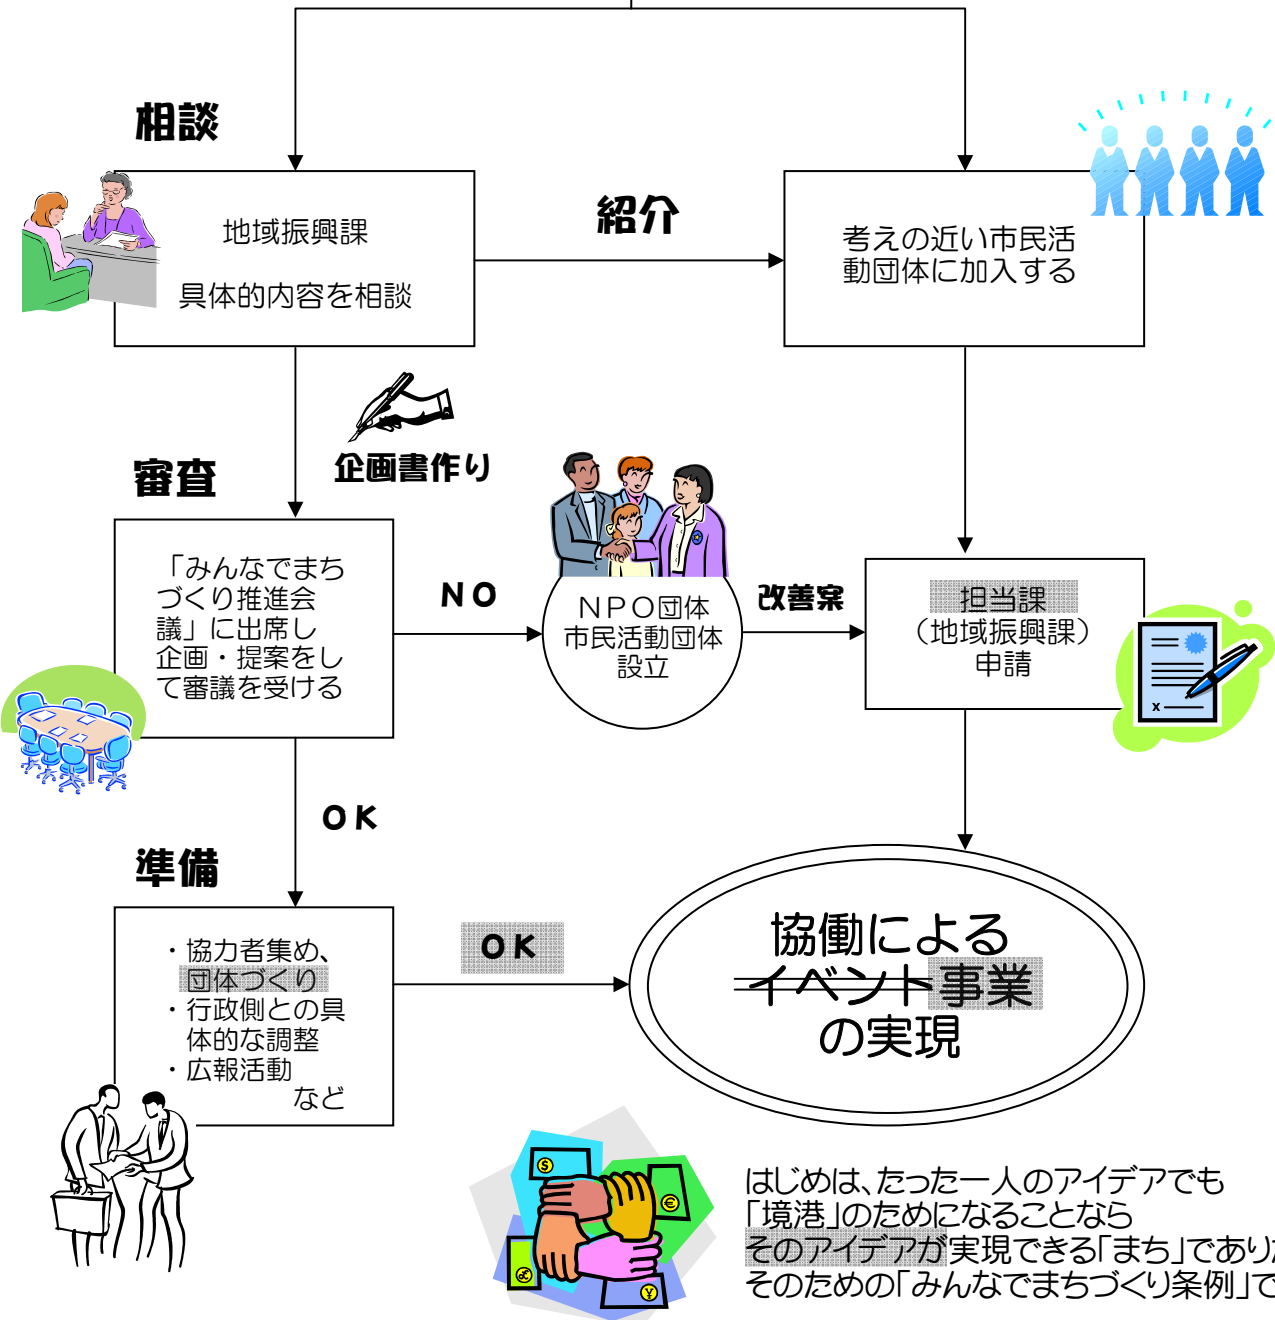 相談
地域振興課
具体的内容を相談
紹介
考えの近い市民活
動団体に加入する
企画書作り
審査
「みんなでまち
づくり推進会
議」に出席し
企画・提案をし
て審議を受ける
NO
NPO団体
市民活動団体
設立
改善案
担当課
(地域振興課)
申請
x
OK
準備
・協力者集め、
団体づくり
・行政側との具
体的な調整
・広報活動
など
OK
協働による
イベント事業
の実現
$
€
£
¥
はじめは、たった一人のアイデアでも
「境港」のためになることなら
そのアイデアが実現できる「まち」であり
そのための「みんなでまちづくり条例」で